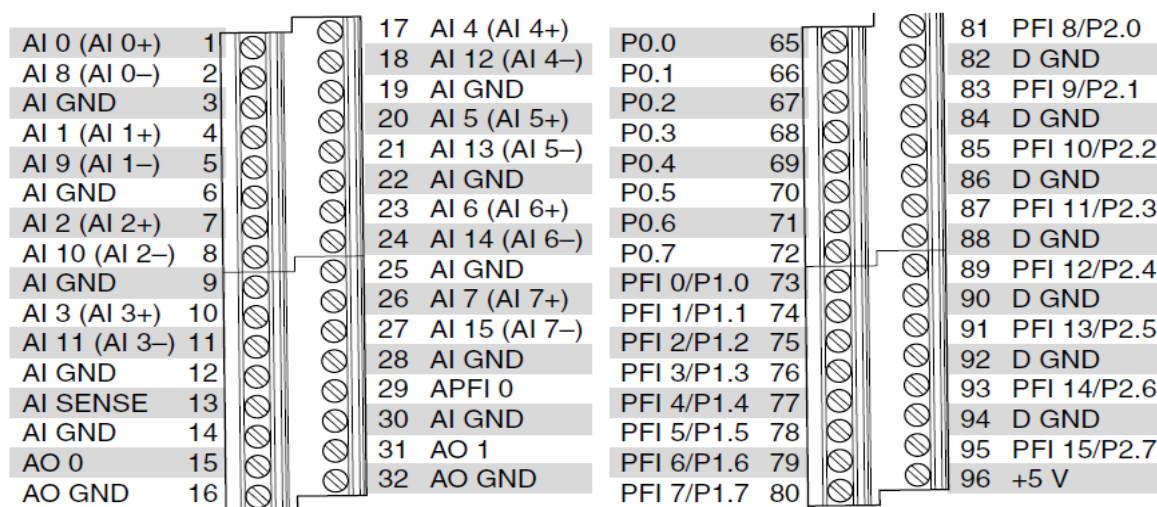 AI 0 (AI 0+) 1
AI 8 (AI 0–) 2
AI GND 3
AI 1 (AI 1+) 4
AI 9 (AI 1–) 5
AI GND 6
AI 2 (AI 2+) 7
AI 10 (AI 2–) 8
AI GND 9
AI 3 (AI 3+) 10
AI 11 (AI 3–) 11
AI GND 12
AI SENSE 13
AI GND 14
AO 0 15
AO GND 16
17 AI 4 (AI 4+)
18 AI 12 (AI 4–)
19 AI GND
20 AI 5 (AI 5+)
21 AI 13 (AI 5–)
22 AI GND
23 AI 6 (AI 6+)
24 AI 14 (AI 6–)
25 AI GND
26 AI 7 (AI 7+)
27 AI 15 (AI 7–)
28 AI GND
29 APFI 0
30 AI GND
31 AO 1
32 AO GND
P0.0 65
P0.1 66
P0.2 67
P0.3 68
P0.4 69
P0.5 70
P0.6 71
P0.7 72
PFI 0/P1.0 73
PFI 1/P1.1 74
PFI 2/P1.2 75
PFI 3/P1.3 76
PFI 4/P1.4 77
PFI 5/P1.5 78
PFI 6/P1.6 79
PFI 7/P1.7 80
81 PFI 8/P2.0
82 D GND
83 PFI 9/P2.1
84 D GND
85 PFI 10/P2.2
86 D GND
87 PFI 11/P2.3
88 D GND
89 PFI 12/P2.4
90 D GND
91 PFI 13/P2.5
92 D GND
93 PFI 14/P2.6
94 D GND
95 PFI 15/P2.7
96 +5 V